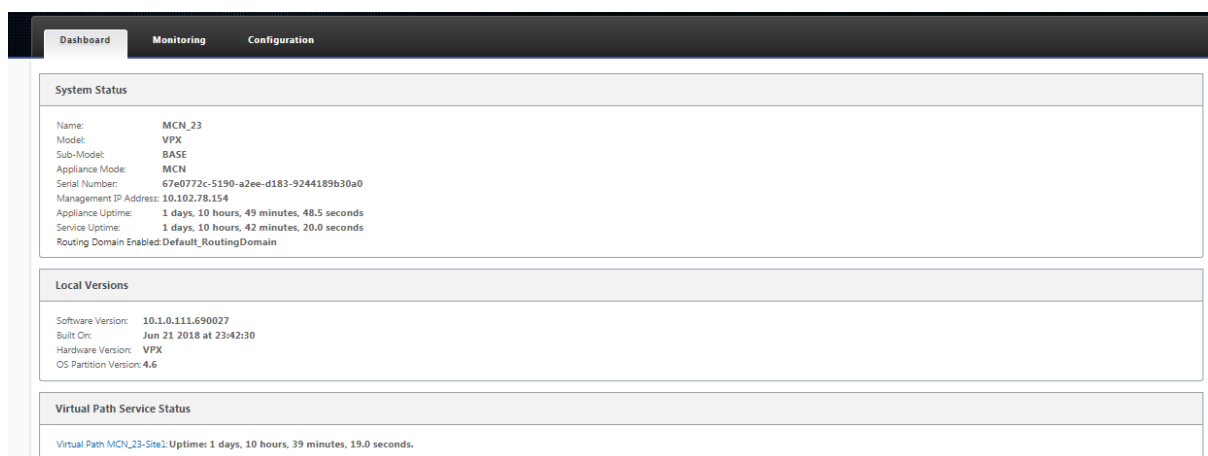 Dashboard Monitoring Configuration
System Status
Name: MCN_23
Model: VPX
Sub-Model: BASE
Appliance Mode: MCN
Serial Number: 67e0772c-5190-a2ee-d183-9244189b30a0
Management IP Address: 10.102.78.154
Appliance Uptime: 1 days, 10 hours, 49 minutes, 48.5 seconds
Service Uptime: 1 days, 10 hours, 42 minutes, 20.0 seconds
Routing Domain Enabled: Default_RoutingDomain
Local Versions
Software Version: 10.1.0.111.690027
Built On: Jun 21 2018 at 23:42:30
Hardware Version: VPX
OS Partition Version: 4.6
Virtual Path Service Status
Virtual Path MCN_23-Site1: Uptime: 1 days, 10 hours, 39 minutes, 19.0 seconds.